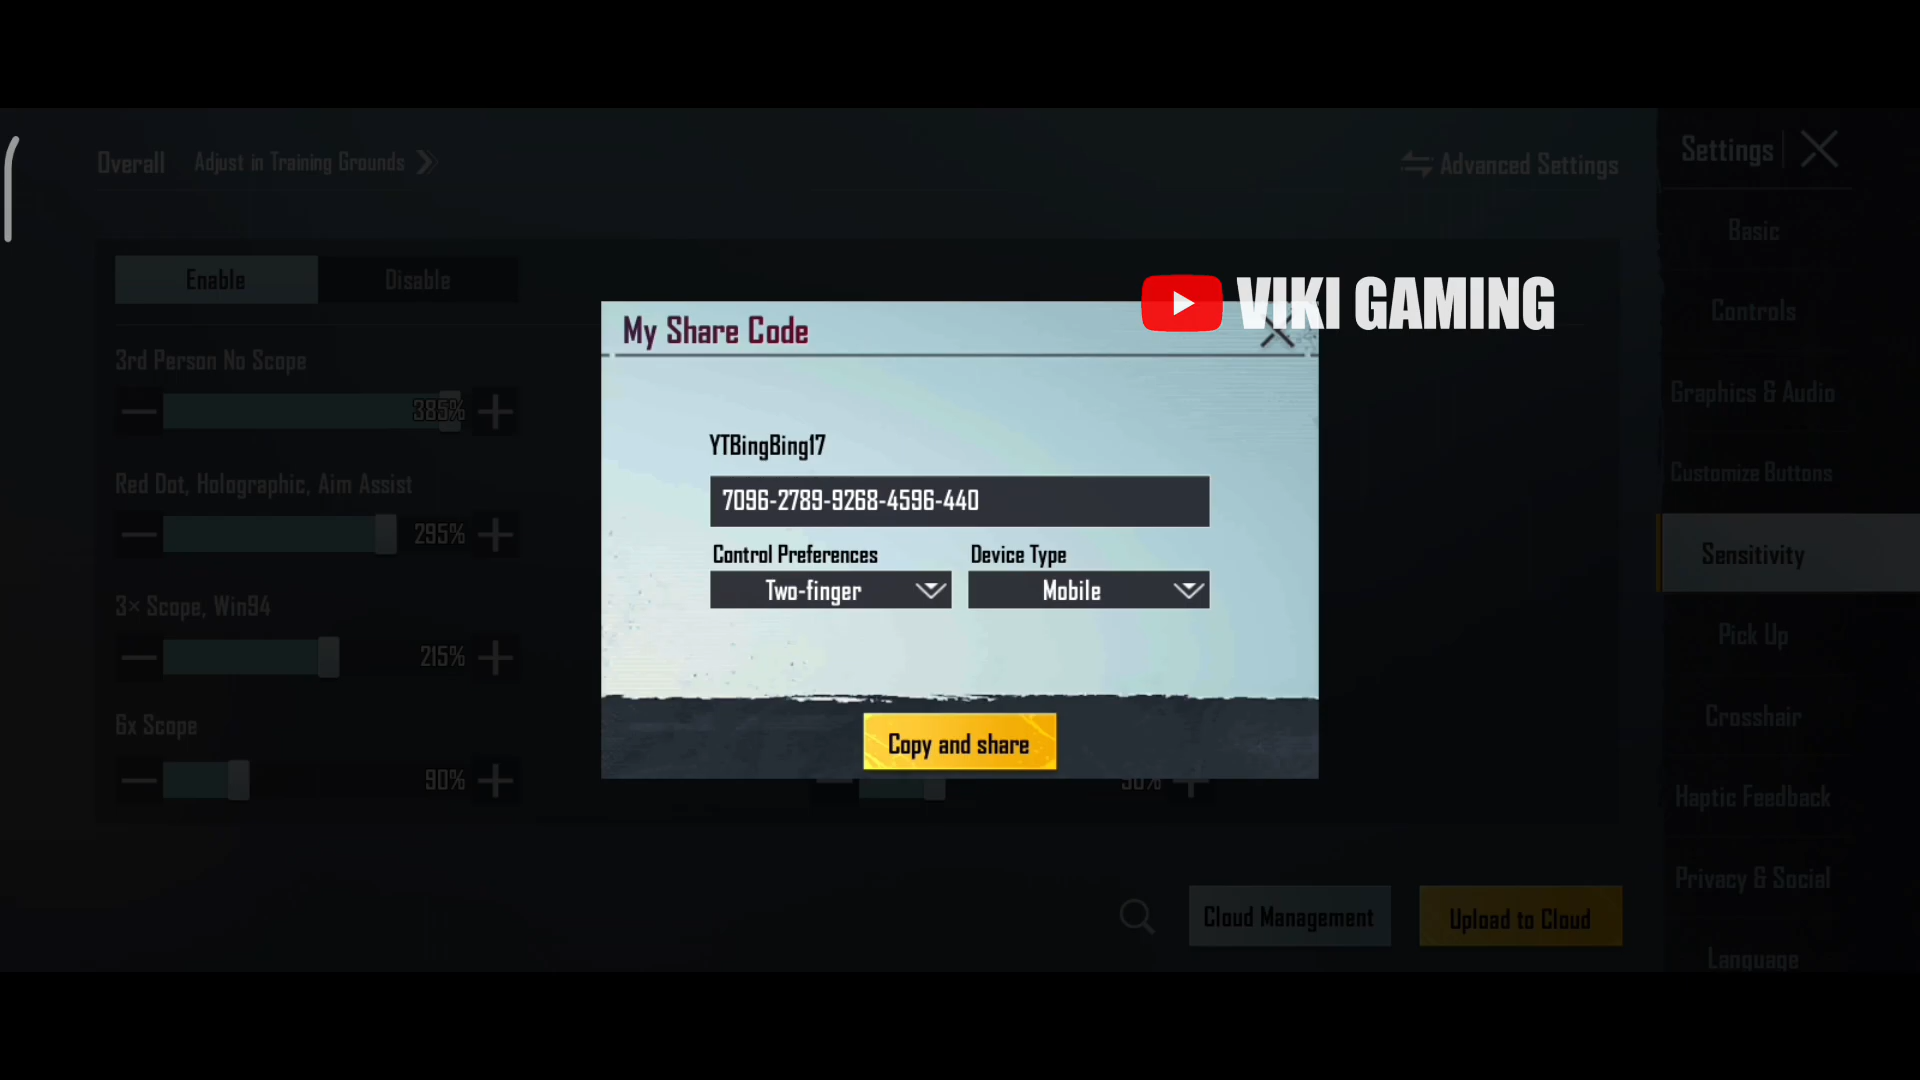 Overall Adjust in Training Grounds
Advanced Settings
Settings
Enable Disable
3rd Person No Scope
385%
Red Dot, Holographic, Aim Assist
295%
3× Scope, Win94
215%
6x Scope
90%
VIKI GAMING
My Share Code
YTBingBing17
7096-2789-9268-4596-440
Control Preferences Device Type
Two-finger Mobile
Copy and share
Cloud Management Upload to Cloud
Basic
Controls
Graphics & Audio
Customize Buttons
Sensitivity
Pick Up
Crosshair
Haptic Feedback
Privacy & Social
Language